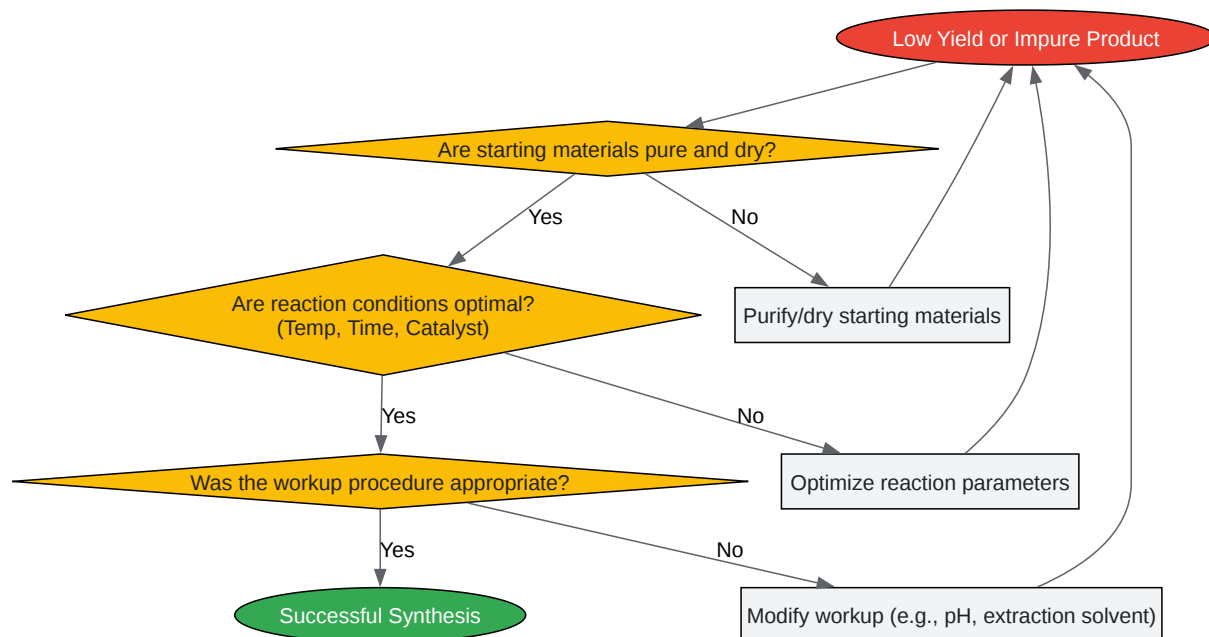 Low Yield or Impure Product
Are starting materials pure and dry?
Yes
No
Are reaction conditions optimal?
(Temp, Time, Catalyst)
Purify/dry starting materials
Yes
No
Was the workup procedure appropriate?
Optimize reaction parameters
Yes
No
Successful Synthesis
Modify workup (e.g., pH, extraction solvent)